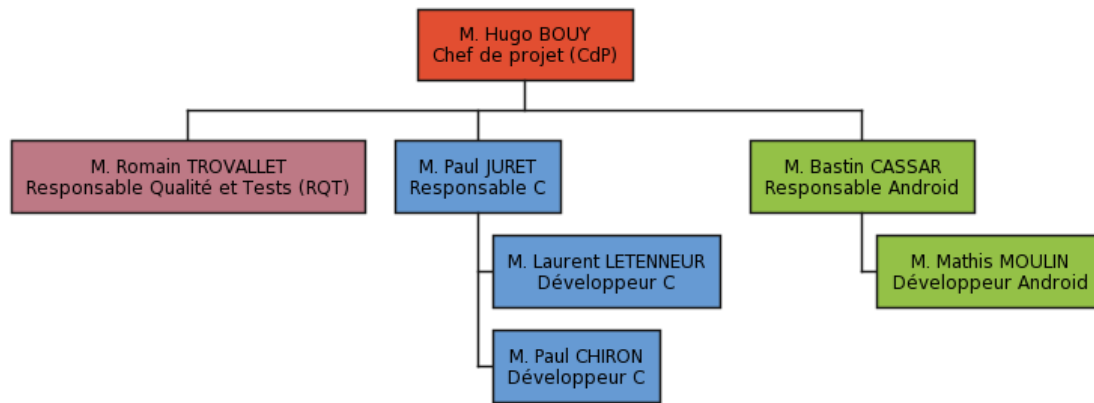 M. Hugo BOUY
Chef de projet (CdP)
M. Romain TROVALLET
Responsable Qualité et Tests (RQT)
M. Paul JURET
Responsable C
M. Bastin CASSAR
Responsable Android
M. Laurent LETENNEUR
Développeur C
M. Mathis MOULIN
Développeur Android
M. Paul CHIRON
Développeur C